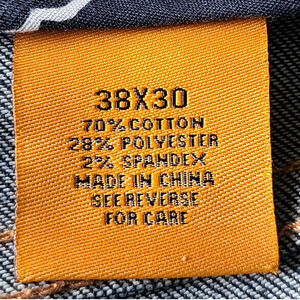 38X30
70% COTTON
28% POLYESTER
2% SPANDEX
MADE IN CHINA
SEE REVERSE
FOR CARE